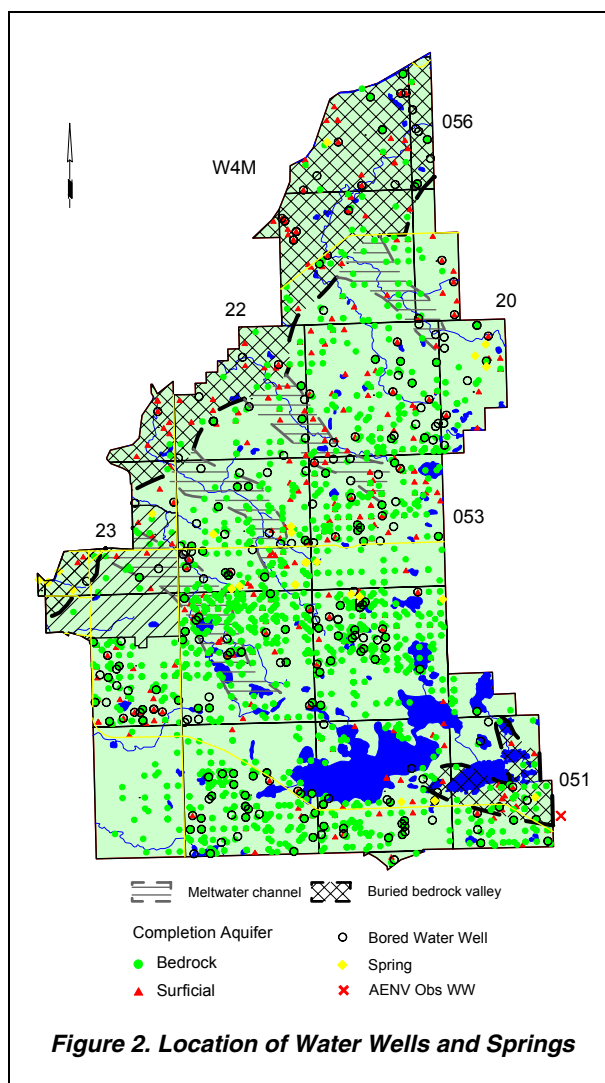 056
W4M
22
20
053
23
051
Meltwater channel Buried bedrock valley
Completion Aquifer Bored Water Well
Bedrock Spring
Surficial AENV Obs WW
Figure 2. Location of Water Wells and Springs